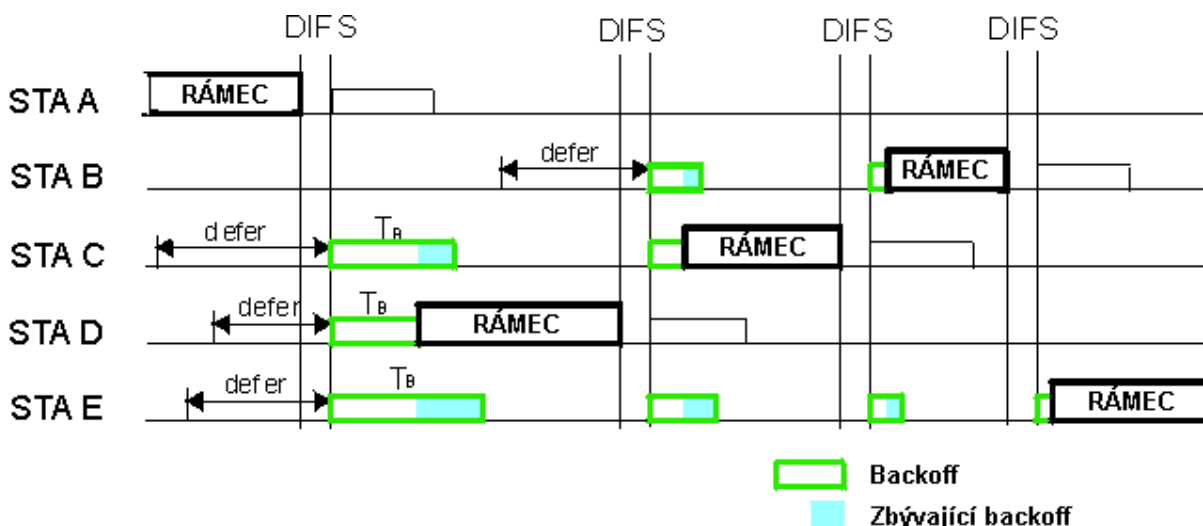 DIFS DIFS DIFS DIFS
STA A RÁMEC
STA B defer RÁMEC
STA C defer TB RÁMEC
STA D defer TB RÁMEC
STA E defer TB RÁMEC
Backoff
Zbývající backoff